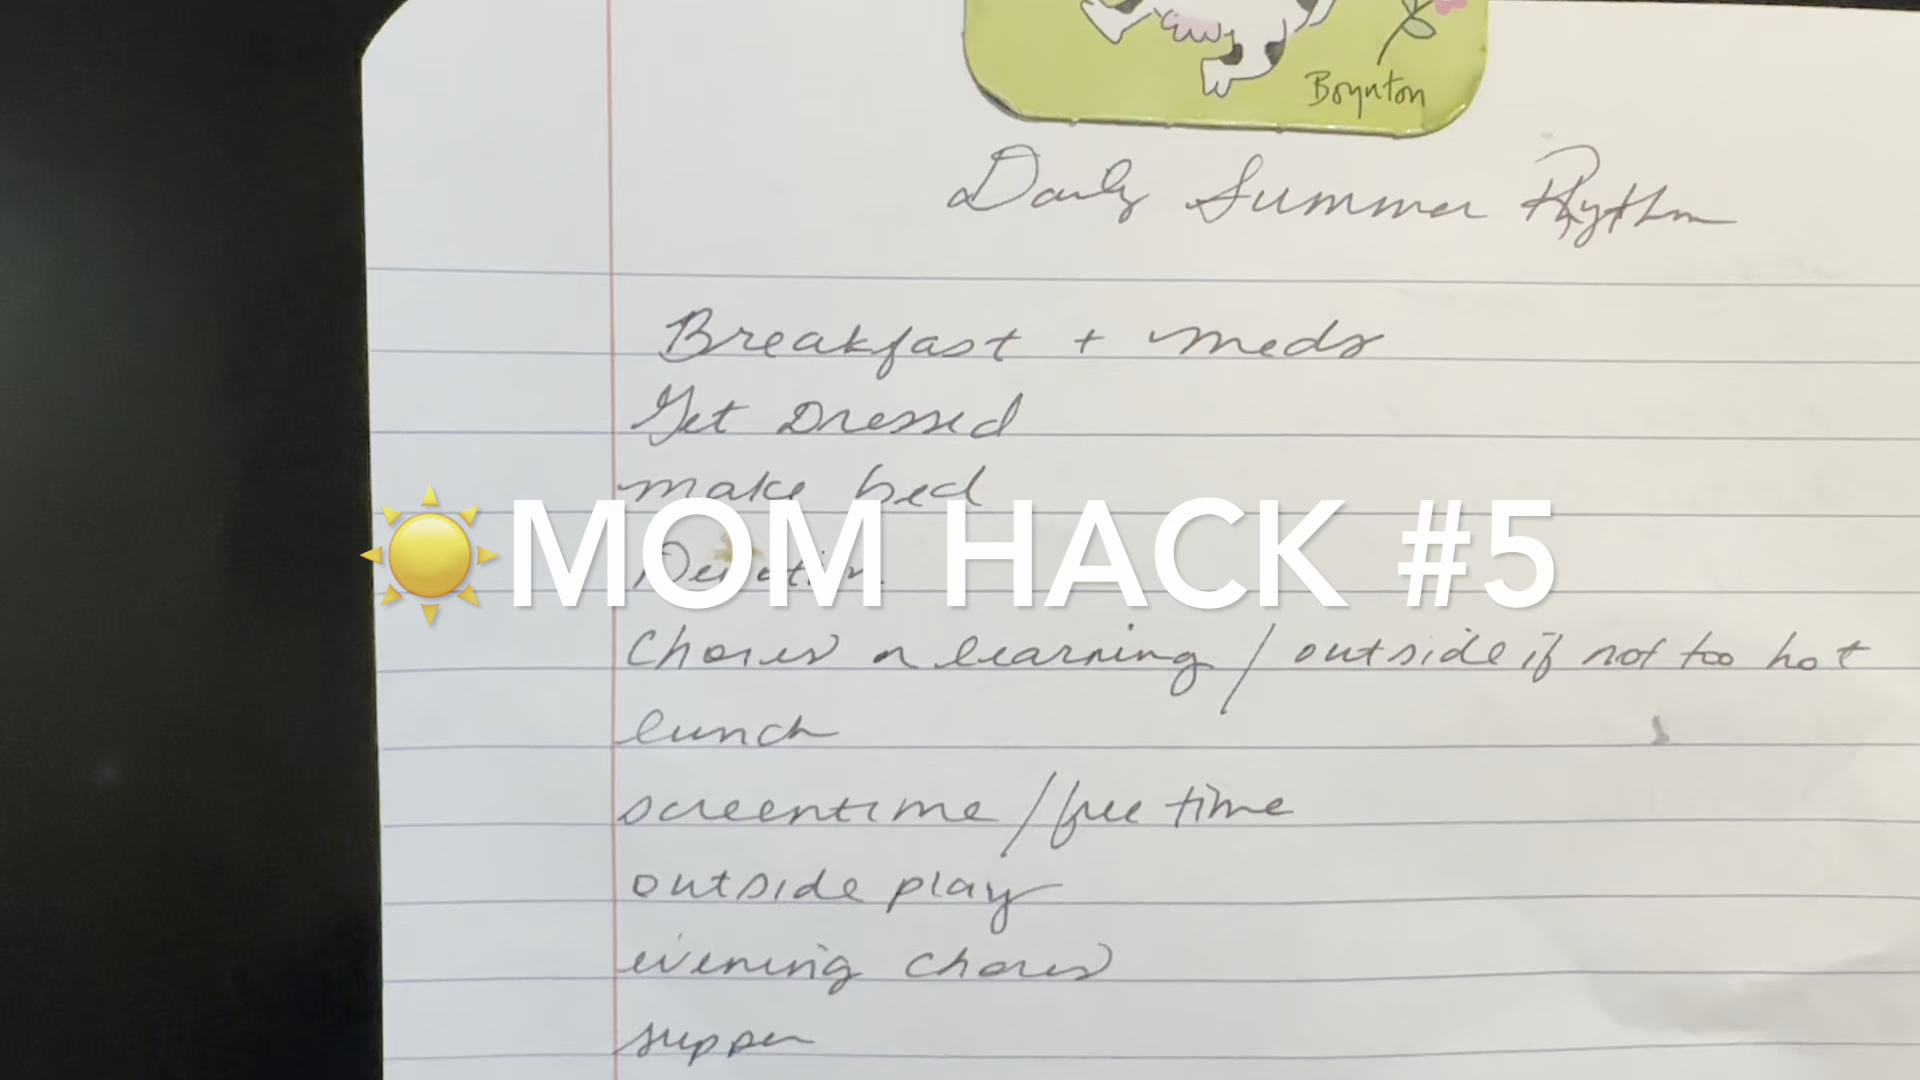 Boynton
Daily Summer Rhythm
Breakfast + meds
Get Dressed
make bed
☀️MOM HACK #5
Chores or learning / outside if not too hot
lunch
screentime / free time
outside play
evening chores
supper